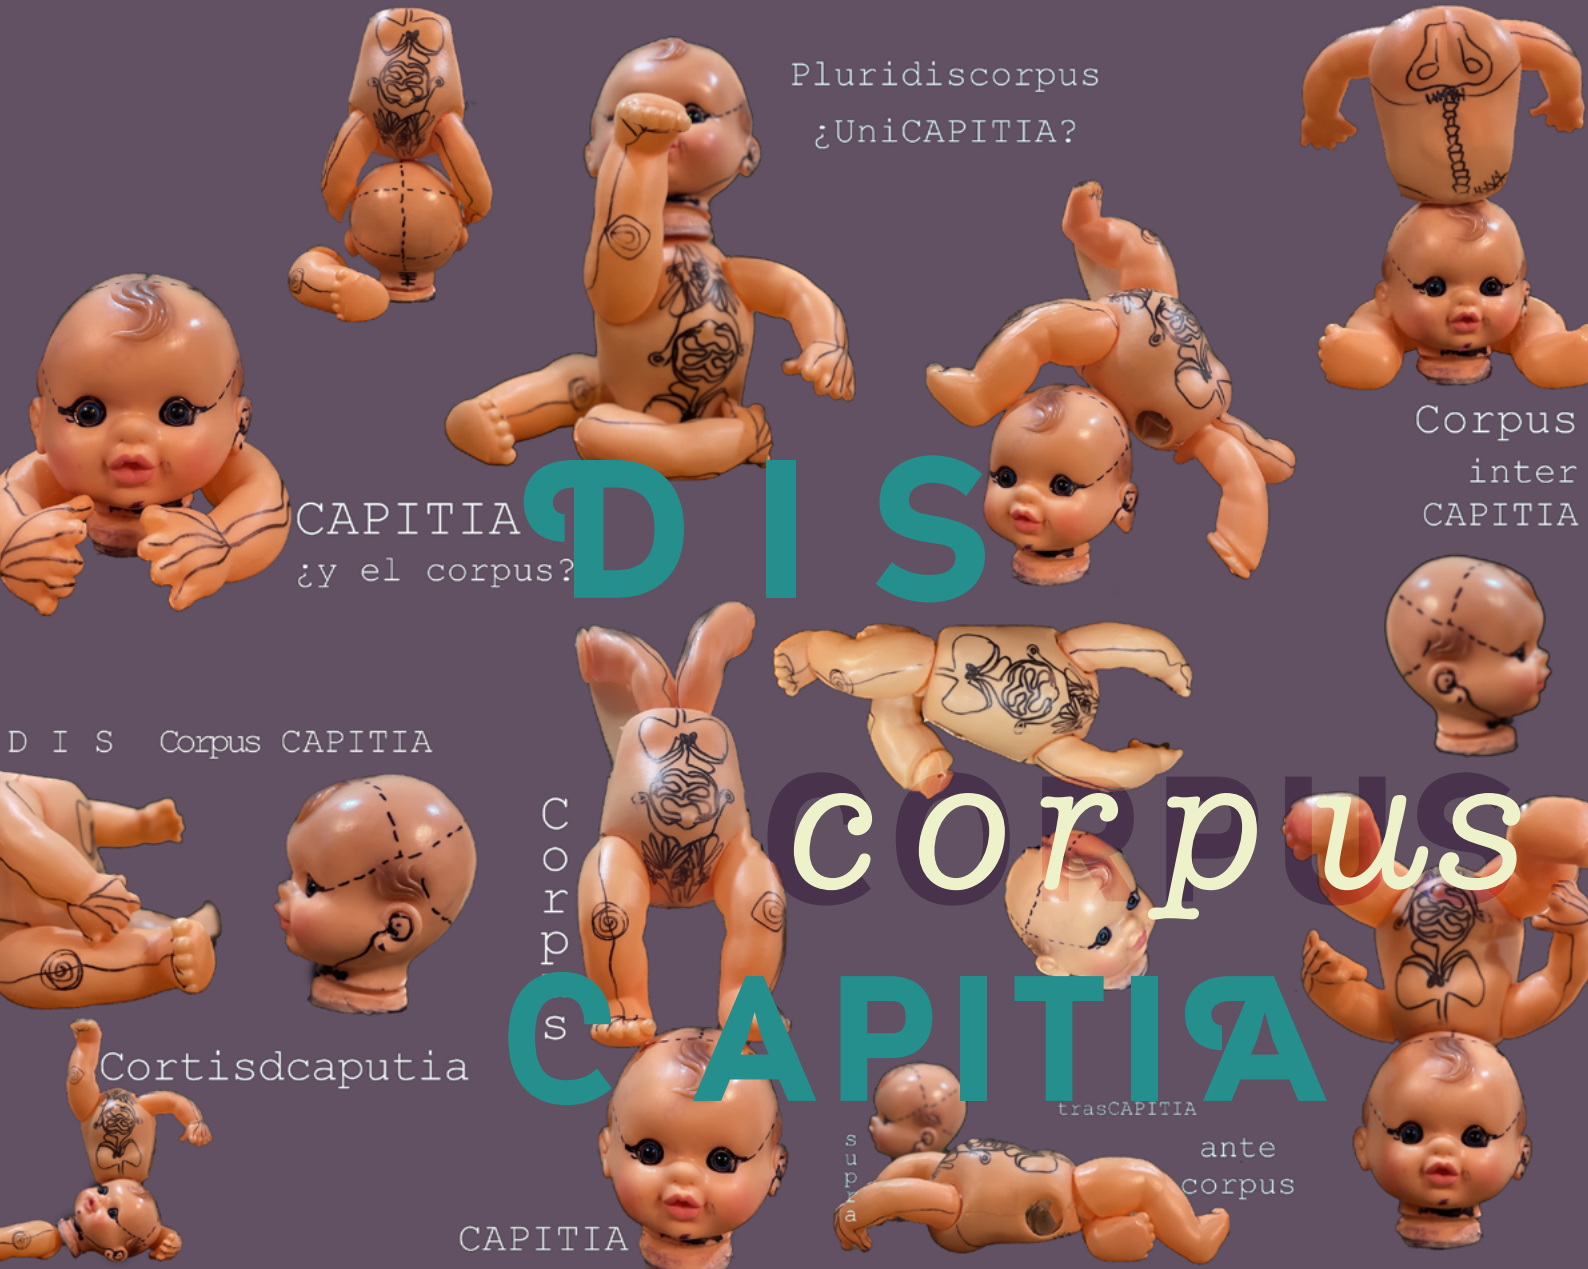 Pluridiscorpus
¿UniCAPITIA?
Corpus
inter
CAPITIA
CAPITIA
¿y el corpus?
DIS
D I S Corpus CAPITIA
Corpus
corpus
CORPUS
CAPITIA
Cortisdcaputia
trasCAPITIA
supra
ante
corpus
CAPITIA